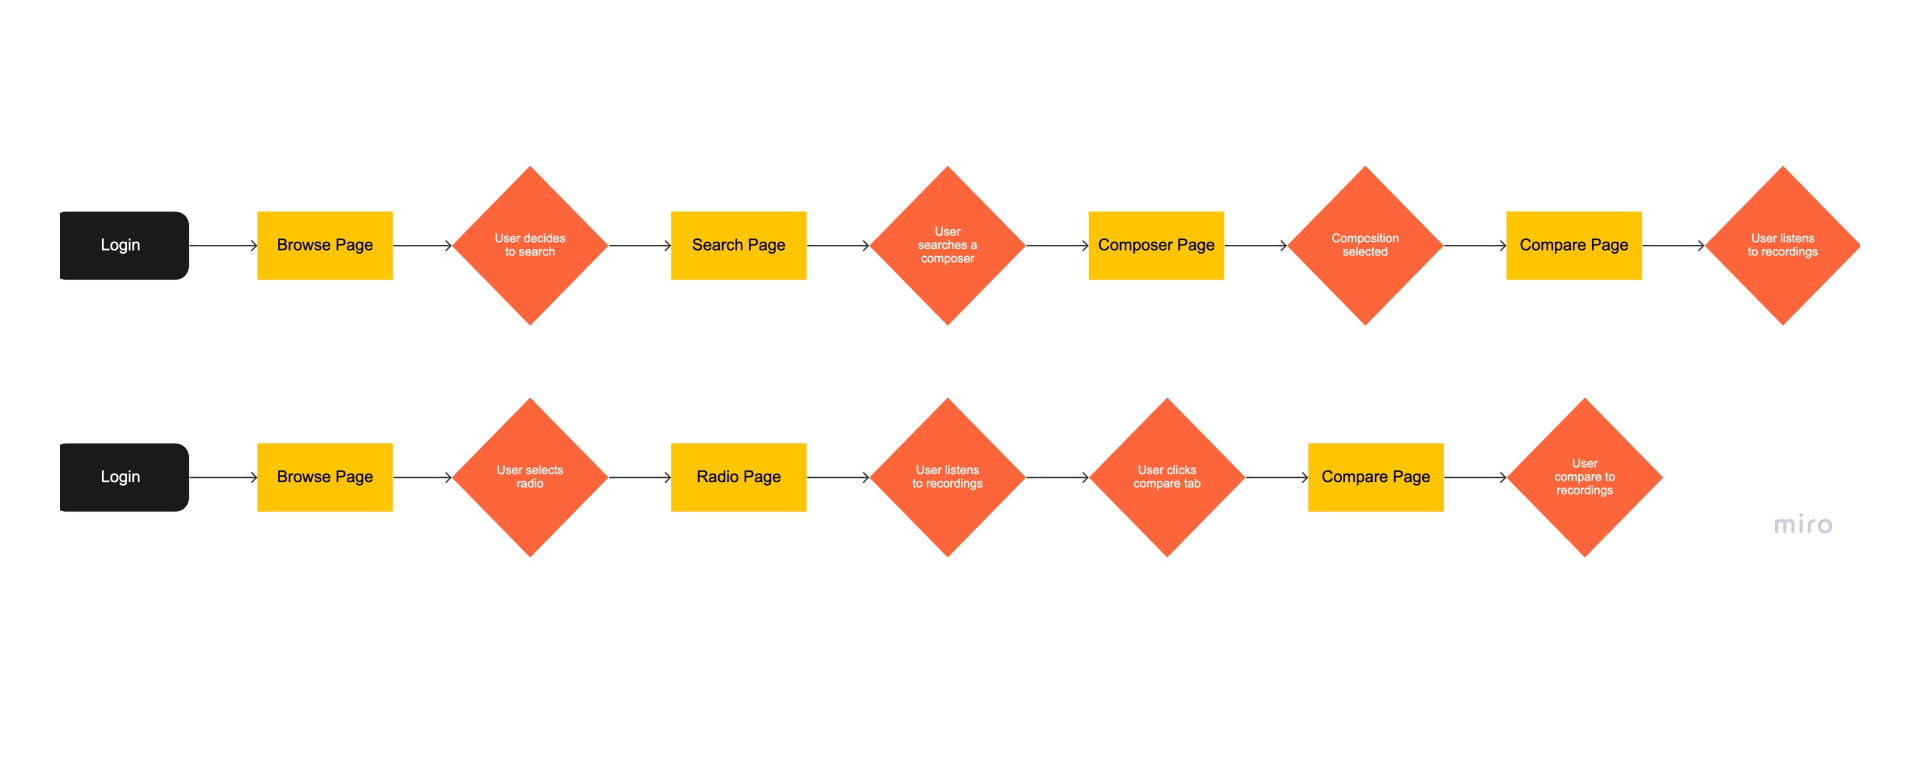 Login
Browse Page
User decides
to search
Search Page
User
searches a
composer
Composer Page
Composition
selected
Compare Page
User listens
to recordings
Login
Browse Page
User selects
radio
Radio Page
User listens
to recordings
User clicks
compare tab
Compare Page
User
compare to
recordings
miro